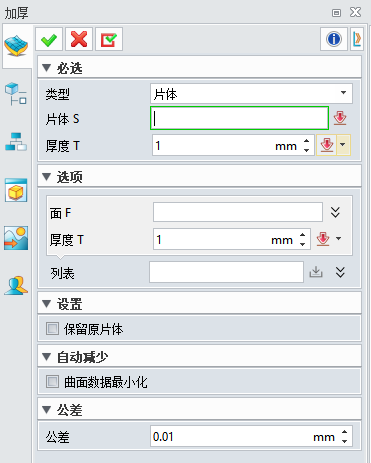 加厚
必选
类型 片体
片体 S
厚度 T 1 mm
选项
面 F
厚度 T 1 mm
列表
设置
保留原片体
自动减少
曲面数据最小化
公差
公差 0.01 mm